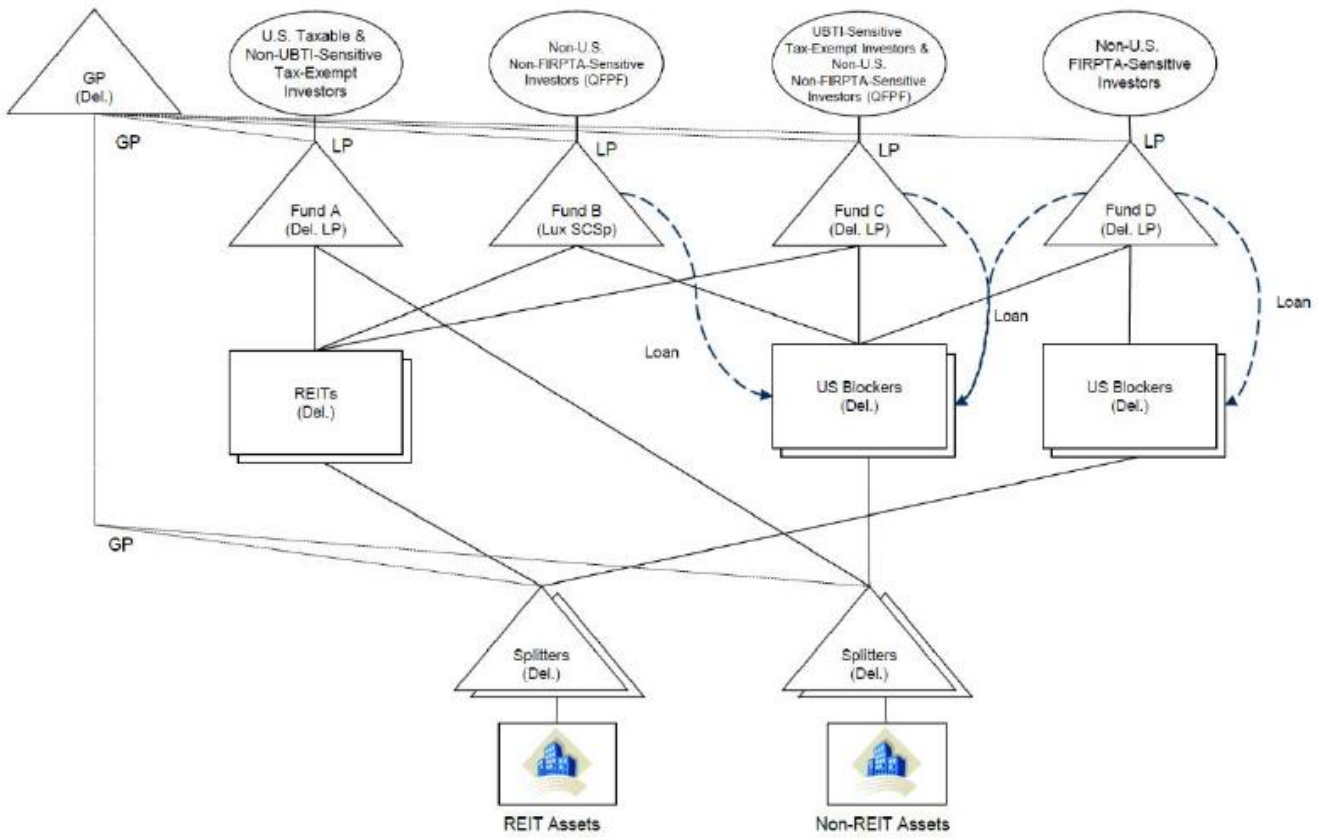 U.S. Taxable &
Non-UBTI-Sensitive
Tax-Exempt
Investors
Non-U.S.
Non-FIRPTA-Sensitive
Investors (QFPF)
UBTI-Sensitive
Tax-Exempt Investors &
Non-U.S.
Non-FIRPTA-Sensitive
Investors (QFPF)
Non-U.S.
FIRPTA-Sensitive
Investors
GP
(Del.)
GP
LP
LP
LP
LP
Fund A
(Del. LP)
Fund B
(Lux SCSp)
Fund C
(Del. LP)
Fund D
(Del. LP)
Loan
Loan
Loan
REITs
(Del.)
US Blockers
(Del.)
US Blockers
(Del.)
GP
Splitters
(Del.)
Splitters
(Del.)
REIT Assets
Non-REIT Assets